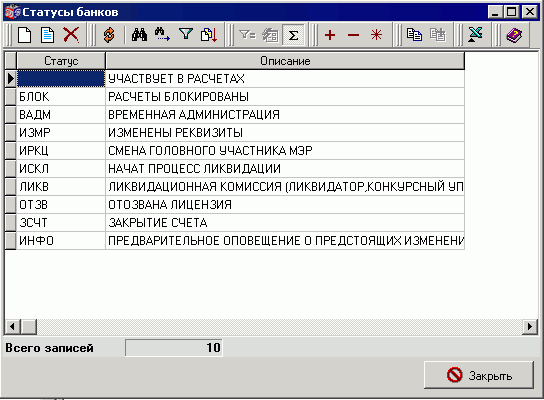 Статусы банков
Статус Описание
УЧАСТВУЕТ В РАСЧЕТАХ
БЛОК РАСЧЕТЫ БЛОКИРОВАНЫ
ВАДМ ВРЕМЕННАЯ АДМИНИСТРАЦИЯ
ИЗМР ИЗМЕНЕНЫ РЕКВИЗИТЫ
ИРКЦ СМЕНА ГОЛОВНОГО УЧАСТНИКА МЭР
ИСКЛ НАЧАТ ПРОЦЕСС ЛИКВИДАЦИИ
ЛИКВ ЛИКВИДАЦИОННАЯ КОМИССИЯ (ЛИКВИДАТОР,КОНКУРСНЫЙ УП
ОТЗВ ОТОЗВАНА ЛИЦЕНЗИЯ
ЗСЧТ ЗАКРЫТИЕ СЧЕТА
ИНФО ПРЕДВАРИТЕЛЬНОЕ ОПОВЕЩЕНИЕ О ПРЕДСТОЯЩИХ ИЗМЕНЕНИ
Всего записей 10
Закрыть